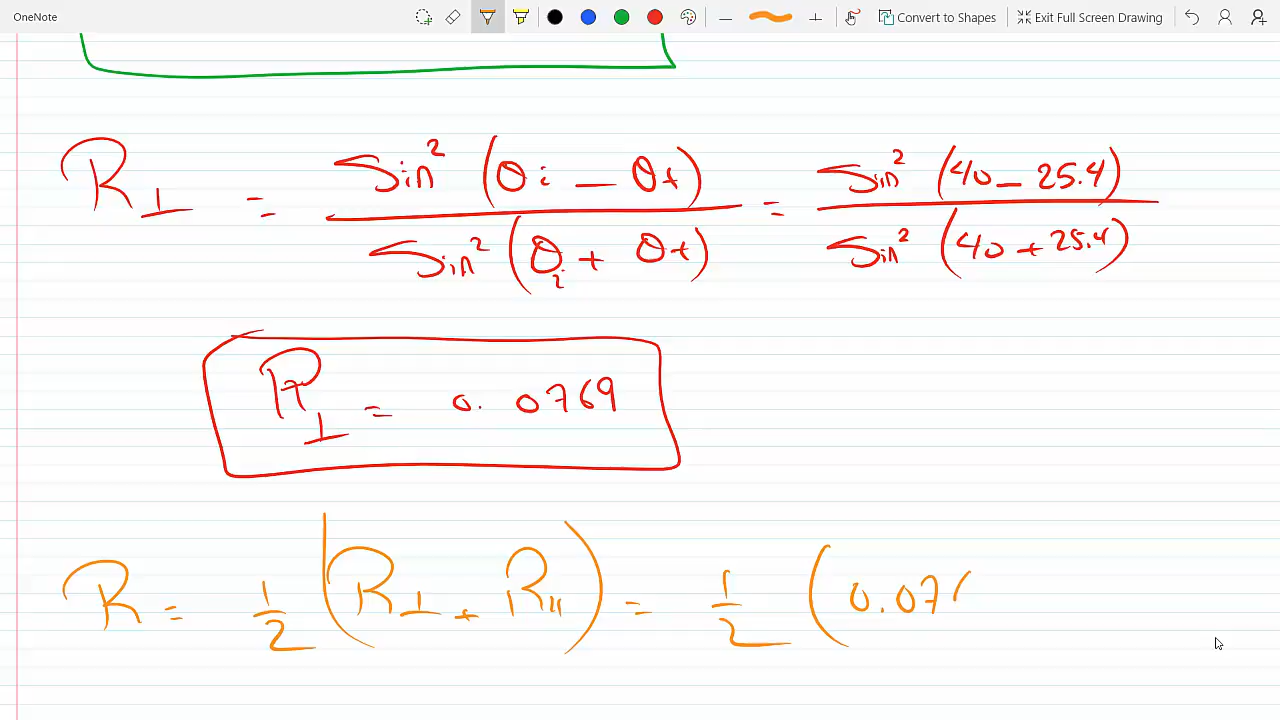 OneNote
Convert to Shapes
Exit Full Screen Drawing
R⊥ = sin² (θi − θt) / sin² (θi + θt) = sin² (40 − 25.4) / sin² (40 + 25.4)
R⊥ = 0.0769
R = 1/2 (R⊥ + R॥) = 1/2 (0.07